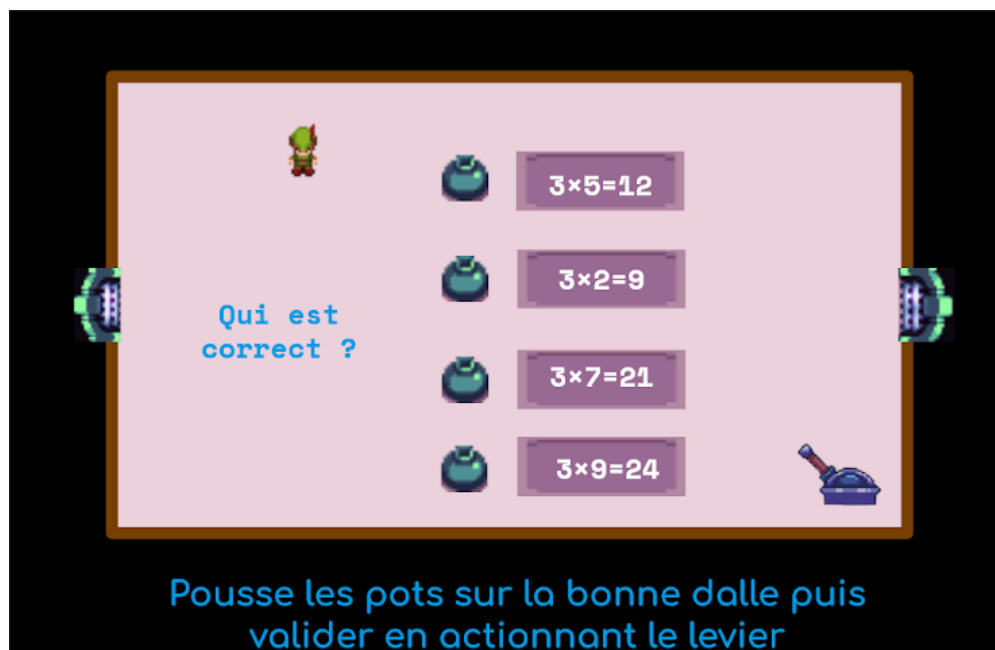 3×5=12
3×2=9
Qui est
correct ?
3×7=21
3×9=24
Pousse les pots sur la bonne dalle puis
valider en actionnant le levier